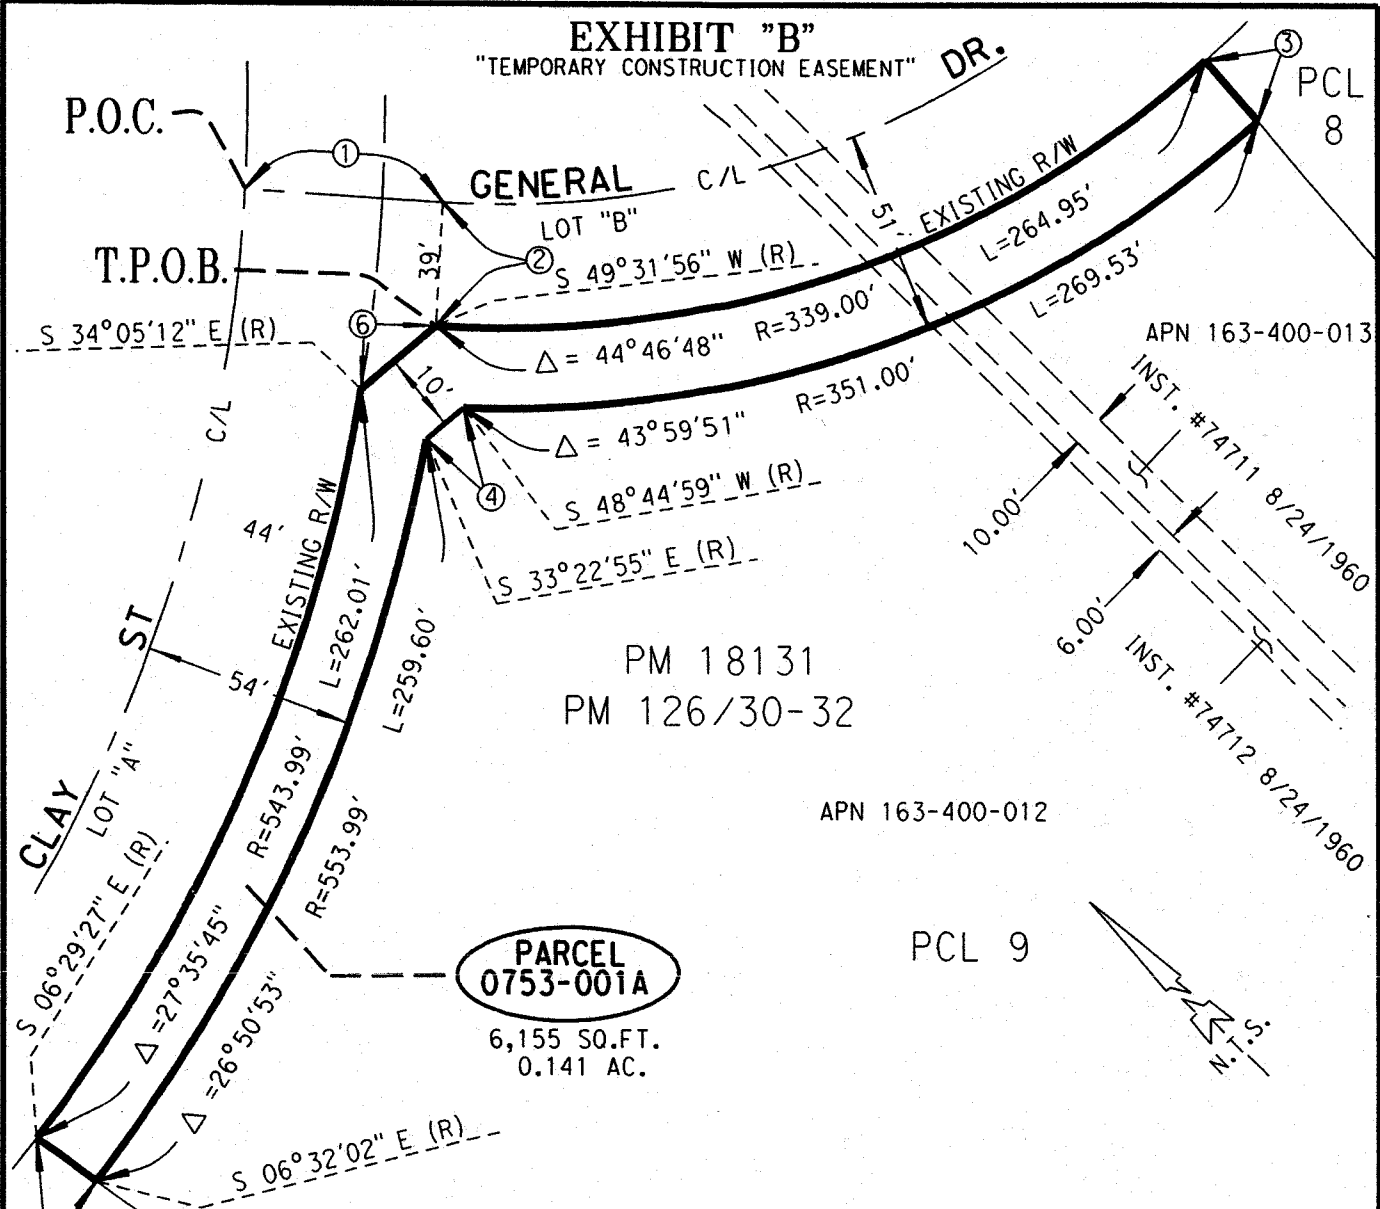 EXHIBIT "B"
"TEMPORARY CONSTRUCTION EASEMENT"
DR.
3
PCL
8
P.O.C.
1
GENERAL
C/L
LOT "B"
51'
EXISTING R/W
L=264.95'
L=269.53'
T.P.O.B.
39'
2
S 49°31'56" W (R)
S 34°05'12" E (R)
6
Δ = 44°46'48"
R=339.00'
APN 163-400-013
10'
R=351.00'
Δ = 43°59'51"
C/L
4
S 48°44'59" W (R)
S 33°22'55" E (R)
INST. #74711 8/24/1960
10.00'
6.00'
INST. #74712 8/24/1960
44'
EXISTING R/W
L=262.01'
L=259.60'
ST
54'
PM 18131
PM 126/30-32
CLAY
LOT "A"
R=543.99'
R=553.99'
APN 163-400-012
S 06°29'27" E (R)
Δ =27°35'45"
Δ =26°50'53"
PARCEL
0753-001A
6,155 SQ.FT.
0.141 AC.
PCL 9
N.T.S.
S 06°32'02" E (R)